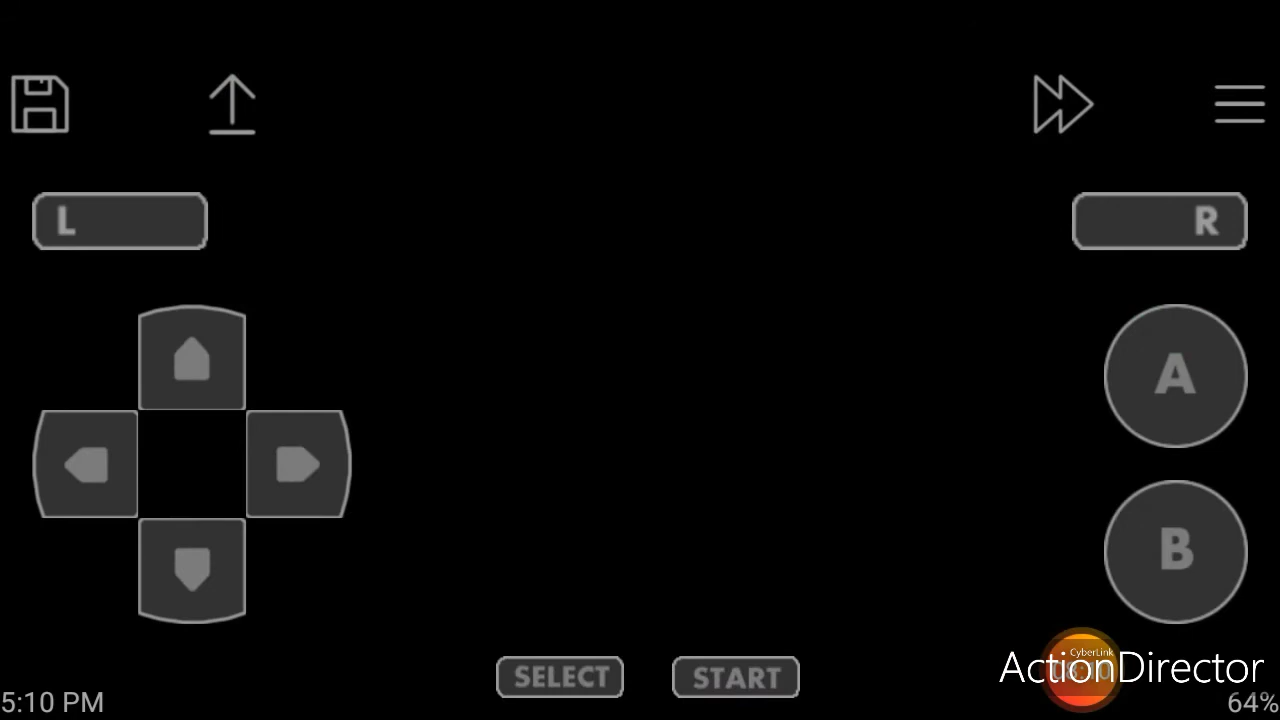 L
R
A
B
SELECT
START
CyberLink
ActionDirector
5:10 PM
64%